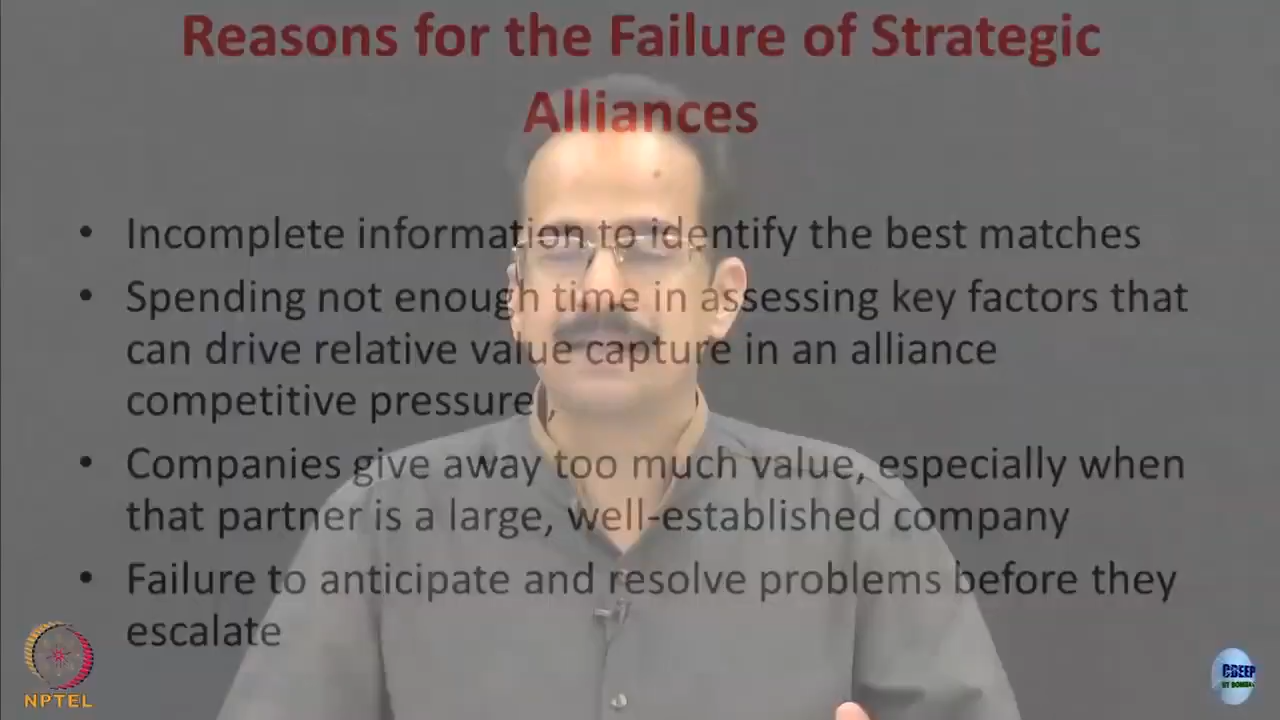 Reasons for the Failure of Strategic
Alliances
• Incomplete information to identify the best matches
• Spending not enough time in assessing key factors that
can drive relative value capture in an alliance
competitive pressure ,
• Companies give away too much value, especially when
that partner is a large, well-established company
• Failure to anticipate and resolve problems before they
escalate
NPTEL
CDEEP
IIT BOMBAY